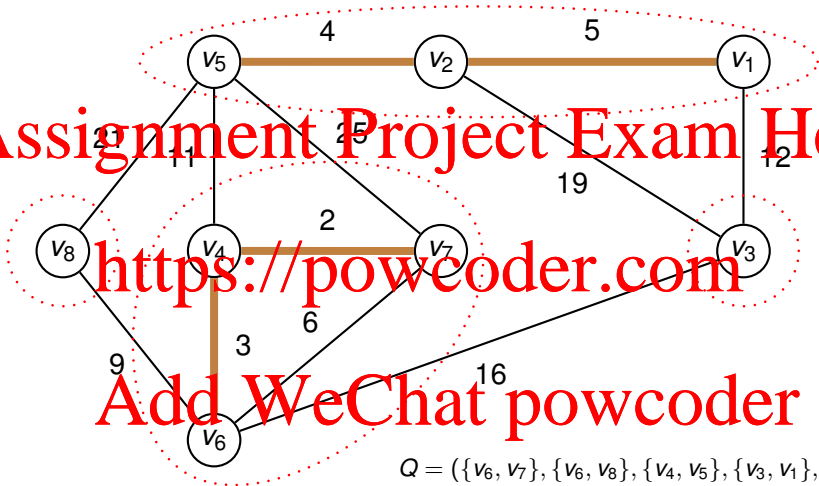 4 5
v5 v2 v1
Assignment Project Exam He
21 11 25 12
19
2
v8 v4 v7 v3
https://powcoder.com
6
3
9 16
Add WeChat powcoder
v6
Q = ({v6, v7}, {v6, v8}, {v4, v5}, {v3, v1},